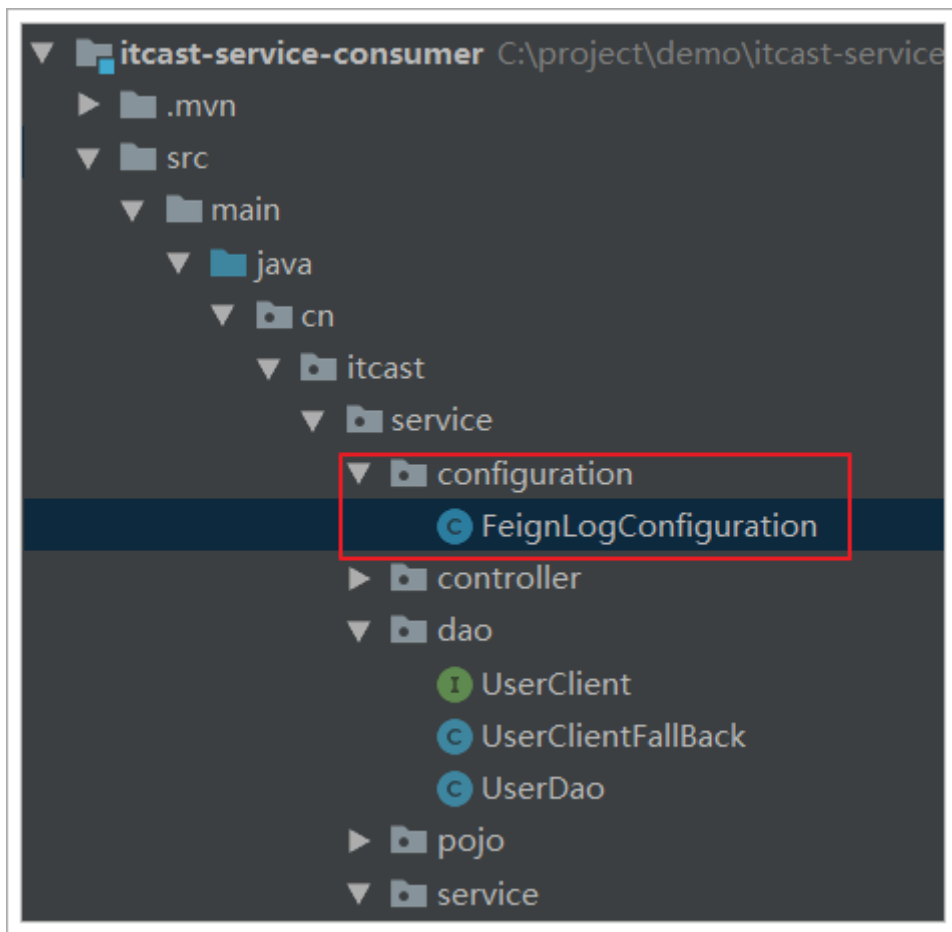 itcast-service-consumer C:\project\demo\itcast-service
.mvn
src
main
java
cn
itcast
service
configuration
C FeignLogConfiguration
controller
dao
I UserClient
C UserClientFallBack
C UserDao
pojo
service